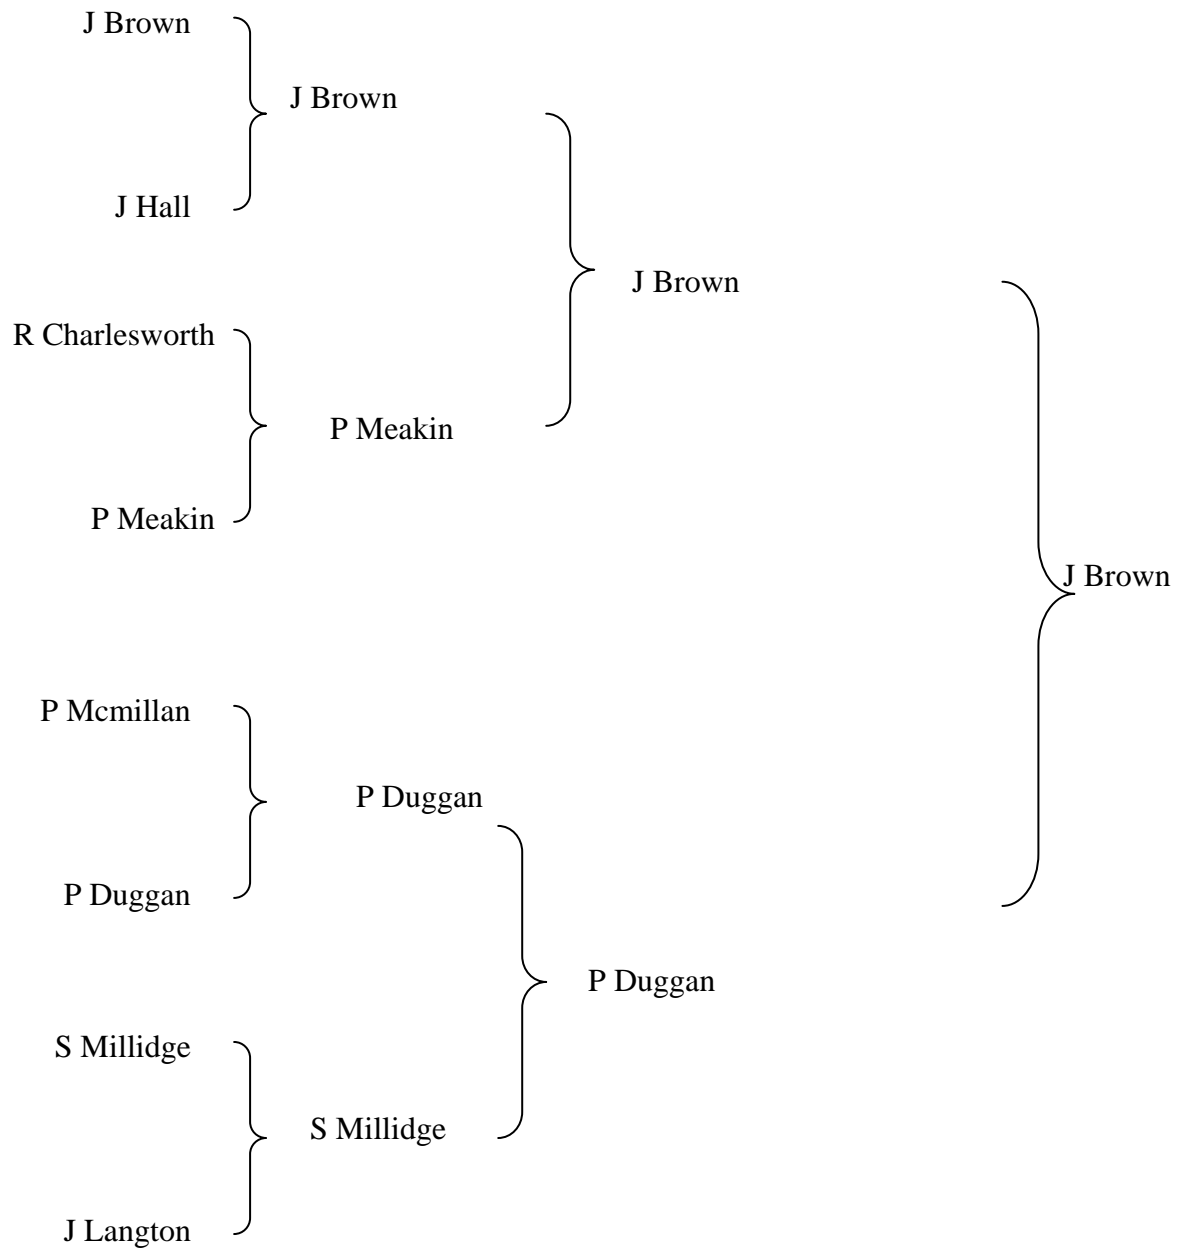 J Brown
J Brown
J Hall
J Brown
R Charlesworth
P Meakin
P Meakin
J Brown
P Mcmillan
P Duggan
P Duggan
P Duggan
S Millidge
S Millidge
J Langton